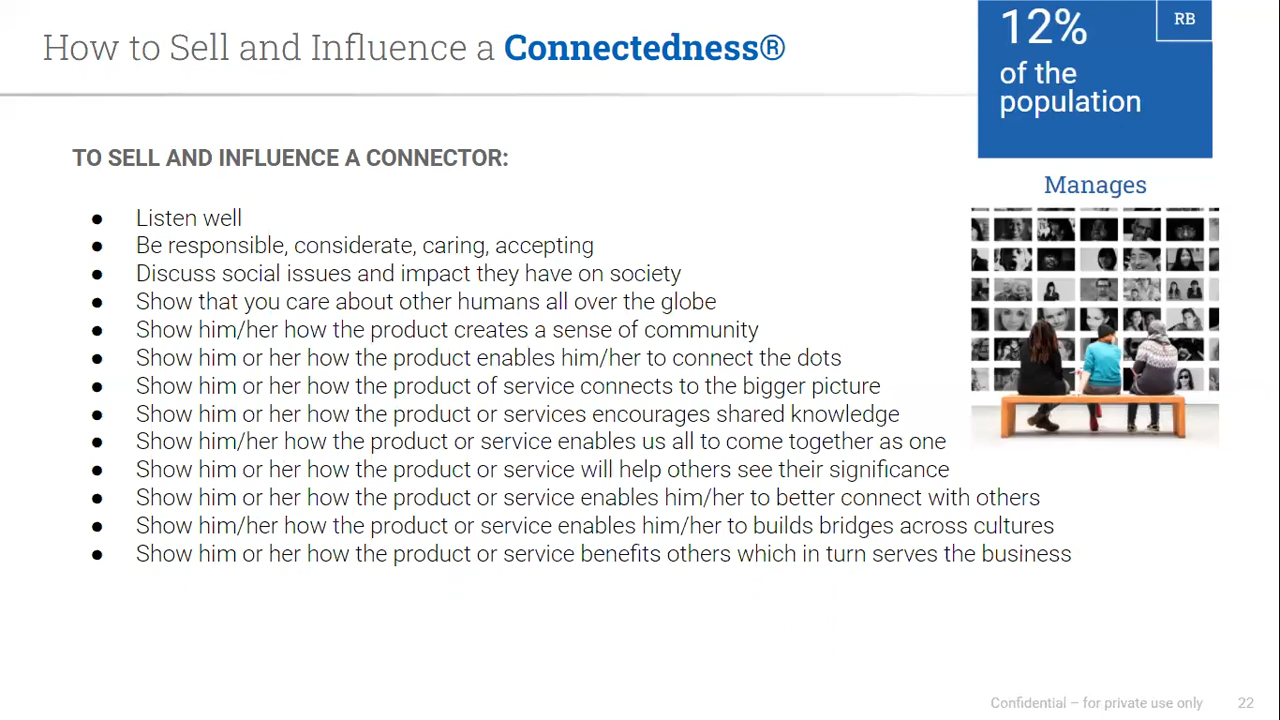 How to Sell and Influence a Connectedness®
12%
of the
population
RB
Manages
TO SELL AND INFLUENCE A CONNECTOR:
● Listen well
● Be responsible, considerate, caring, accepting
● Discuss social issues and impact they have on society
● Show that you care about other humans all over the globe
● Show him/her how the product creates a sense of community
● Show him or her how the product enables him/her to connect the dots
● Show him or her how the product of service connects to the bigger picture
● Show him or her how the product or services encourages shared knowledge
● Show him/her how the product or service enables us all to come together as one
● Show him or her how the product or service will help others see their significance
● Show him or her how the product or service enables him/her to better connect with others
● Show him/her how the product or service enables him/her to builds bridges across cultures
● Show him or her how the product or service benefits others which in turn serves the business
Confidential – for private use only 22